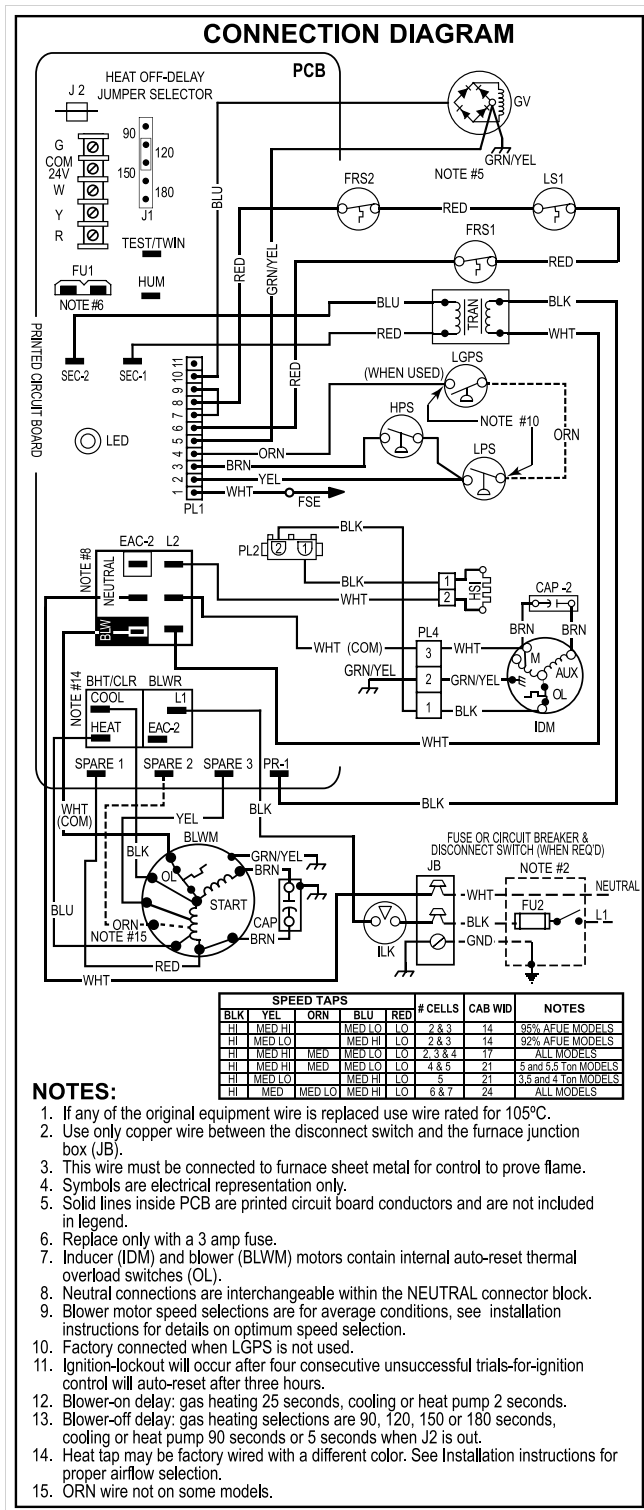 CONNECTION DIAGRAM
PCB
J 2
HEAT OFF-DELAY
JUMPER SELECTOR
90
120
150
180
J1
G
COM
24V
W
Y
R
TEST/TWIN
FU1
NOTE #6
HUM
BLU
RED
GRN/YEL
RED
GV
GRN/YEL
NOTE #5
FRS2
RED
LS1
FRS1
RED
BLU
TRAN
BLK
RED
WHT
PRINTED CIRCUIT BOARD
SEC-2
SEC-1
LED
11
10
9
8
7
6
5
4
3
2
1
PL1
(WHEN USED)
LGPS
NOTE #10
HPS
LPS
ORN
ORN
BRN
YEL
WHT
FSE
EAC-2
L2
NOTE #8
NEUTRAL
BLW
PL2
2
1
BLK
BLK
WHT
1
2
HSI
CAP -2
BRN
BRN
WHT (COM)
PL4
3
2
1
WHT
GRN/YEL
GRN/YEL
BLK
M
AUX
OL
IDM
WHT
NOTE #14
BHT/CLR
BLWR
COOL
L1
HEAT
EAC-2
SPARE 1
SPARE 2
SPARE 3
PR-1
WHT
(COM)
YEL
BLK
BLWM
BLK
BLK
BLU
OL
START
GRN/YEL
BRN
CAP
BRN
ORN
NOTE #15
RED
WHT
ILK
JB
FUSE OR CIRCUIT BREAKER &
DISCONNECT SWITCH (WHEN REQ'D)
NOTE #2
WHT
NEUTRAL
BLK
FU2
L1
GND
SPEED TAPS # CELLS CAB WID NOTES
BLK YEL ORN BLU RED
HI MED HI MED LO LO 2 & 3 14 95% AFUE MODELS
HI MED LO MED HI LO 2 & 3 14 92% AFUE MODELS
HI MED HI MED MED LO LO 2, 3 & 4 17 ALL MODELS
HI MED HI MED MED LO LO 4 & 5 21 5 and 5.5 Ton MODELS
HI MED LO MED HI LO 5 21 3,5 and 4 Ton MODELS
HI MED MED LO MED HI LO 6 & 7 24 ALL MODELS
NOTES:
1. If any of the original equipment wire is replaced use wire rated for 105ºC.
2. Use only copper wire between the disconnect switch and the furnace junction
box (JB).
3. This wire must be connected to furnace sheet metal for control to prove flame.
4. Symbols are electrical representation only.
5. Solid lines inside PCB are printed circuit board conductors and are not included
in legend.
6. Replace only with a 3 amp fuse.
7. Inducer (IDM) and blower (BLWM) motors contain internal auto-reset thermal
overload switches (OL).
8. Neutral connections are interchangeable within the NEUTRAL connector block.
9. Blower motor speed selections are for average conditions, see installation
instructions for details on optimum speed selection.
10. Factory connected when LGPS is not used.
11. Ignition-lockout will occur after four consecutive unsuccessful trials-for-ignition
control will auto-reset after three hours.
12. Blower-on delay: gas heating 25 seconds, cooling or heat pump 2 seconds.
13. Blower-off delay: gas heating selections are 90, 120, 150 or 180 seconds,
cooling or heat pump 90 seconds or 5 seconds when J2 is out.
14. Heat tap may be factory wired with a different color. See Installation instructions for
proper airflow selection.
15. ORN wire not on some models.